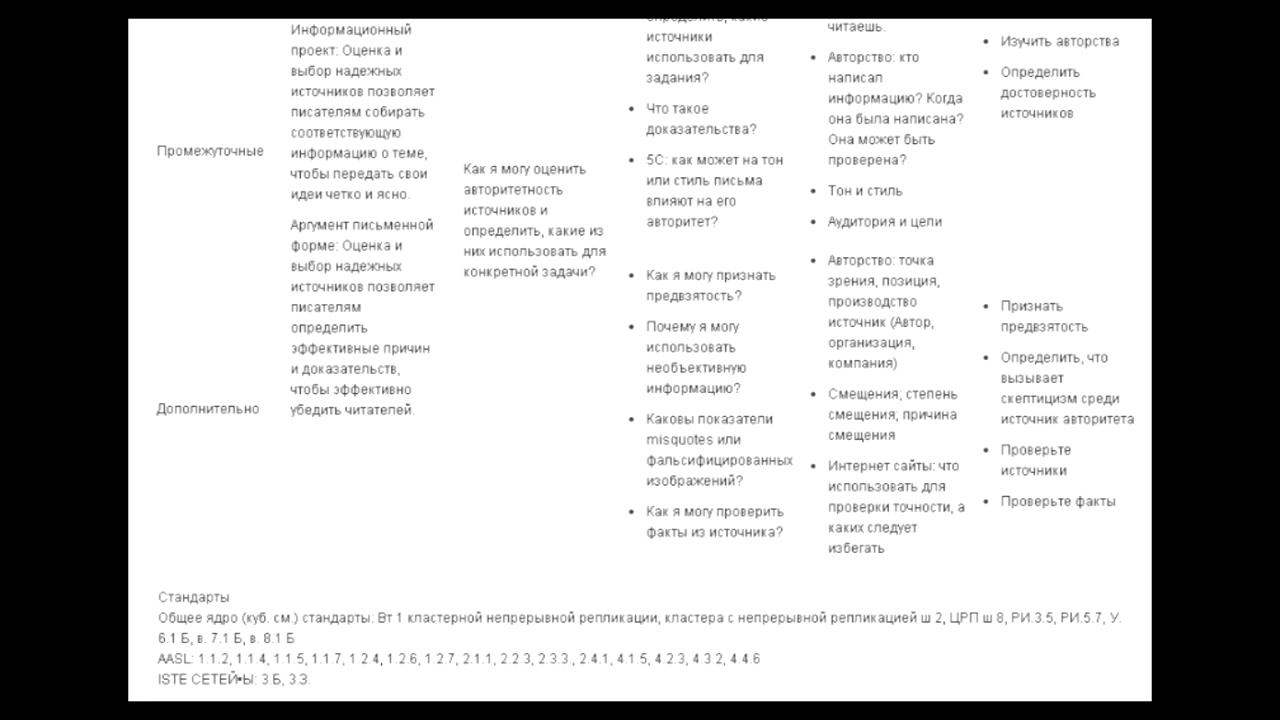 Промежуточные
Дополнительно
Информационный
проект: Оценка и
выбор надежных
источников позволяет
писателям собирать
соответствующую
информацию о теме,
чтобы передать свои
идеи четко и ясно.
Аргумент письменной
форме: Оценка и
выбор надежных
источников позволяет
писателям
определить
эффективные причин
и доказательств,
чтобы эффективно
убедить читателей.
Как я могу оценить
авторитетность
источников и
определить, какие из
них использовать для
конкретной задачи?
определить, какие
источники
использовать для
задания?
• Что такое
доказательства?
• 5С: как может на тон
или стиль письма
влияют на его
авторитет?
• Как я могу признать
предвзятость?
• Почему я могу
использовать
необъективную
информацию?
• Каковы показатели
misquotes или
фальсифицированных
изображений?
• Как я могу проверить
факты из источника?
читаешь.
• Авторство: кто
написал
информацию? Когда
она была написана?
Она может быть
проверена?
• Тон и стиль
• Аудитория и цели
• Авторство: точка
зрения, позиция,
производство
источник (Автор,
организация,
компания)
• Смещения; степень
смещения; причина
смещения
• Интернет сайты: что
использовать для
проверки точности, а
каких следует
избегать
• Изучить авторства
• Определить
достоверность
источников
• Признать
предвзятость
• Определить, что
вызывает
скептицизм среди
источник авторитета
• Проверьте
источники
• Проверьте факты
Стандарты
Общее ядро (куб. см.) стандарты: Вт 1 кластерной непрерывной репликации, кластера с непрерывной репликацией ш 2, ЦРП ш 8, РИ.3.5, РИ.5.7, У.
6.1 Б, в. 7.1 Б, в. 8.1 Б
AASL: 1.1.2, 1.1.4, 1.1.5, 1.1.7, 1.2.4, 1.2.6, 1.2.7, 2.1.1, 2.2.3, 2.3.3., 2.4.1, 4.1.5, 4.2.3, 4.3.2, 4.4.6
ISTE СЕТЕЙ•Ы: 3.Б, 3.З.